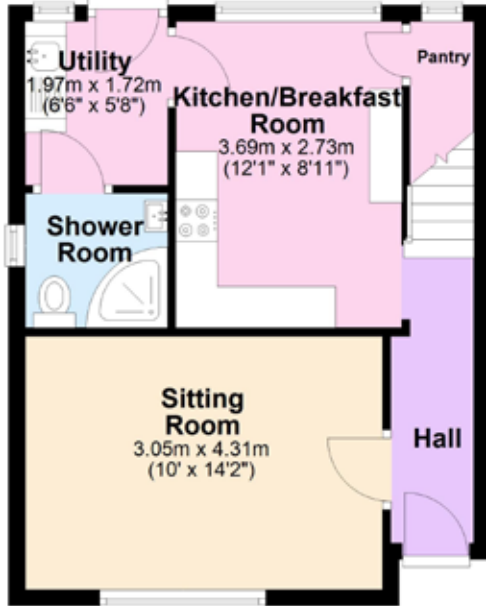 Utility
1.97m x 1.72m
(6'6" x 5'8")
Kitchen/Breakfast
Room
3.69m x 2.73m
(12'1" x 8'11")
Pantry
Shower
Room
Sitting
Room
3.05m x 4.31m
(10' x 14'2")
Hall